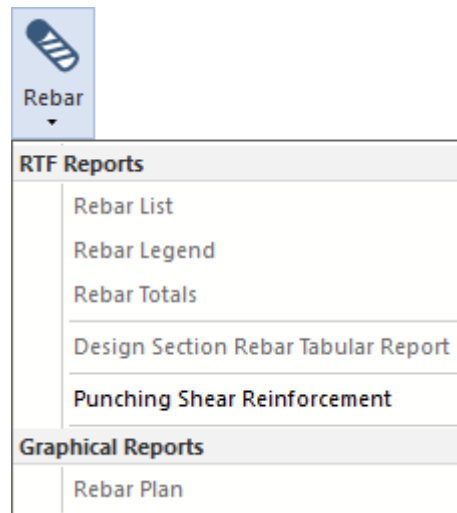 Rebar
RTF Reports
Rebar List
Rebar Legend
Rebar Totals
Design Section Rebar Tabular Report
Punching Shear Reinforcement
Graphical Reports
Rebar Plan